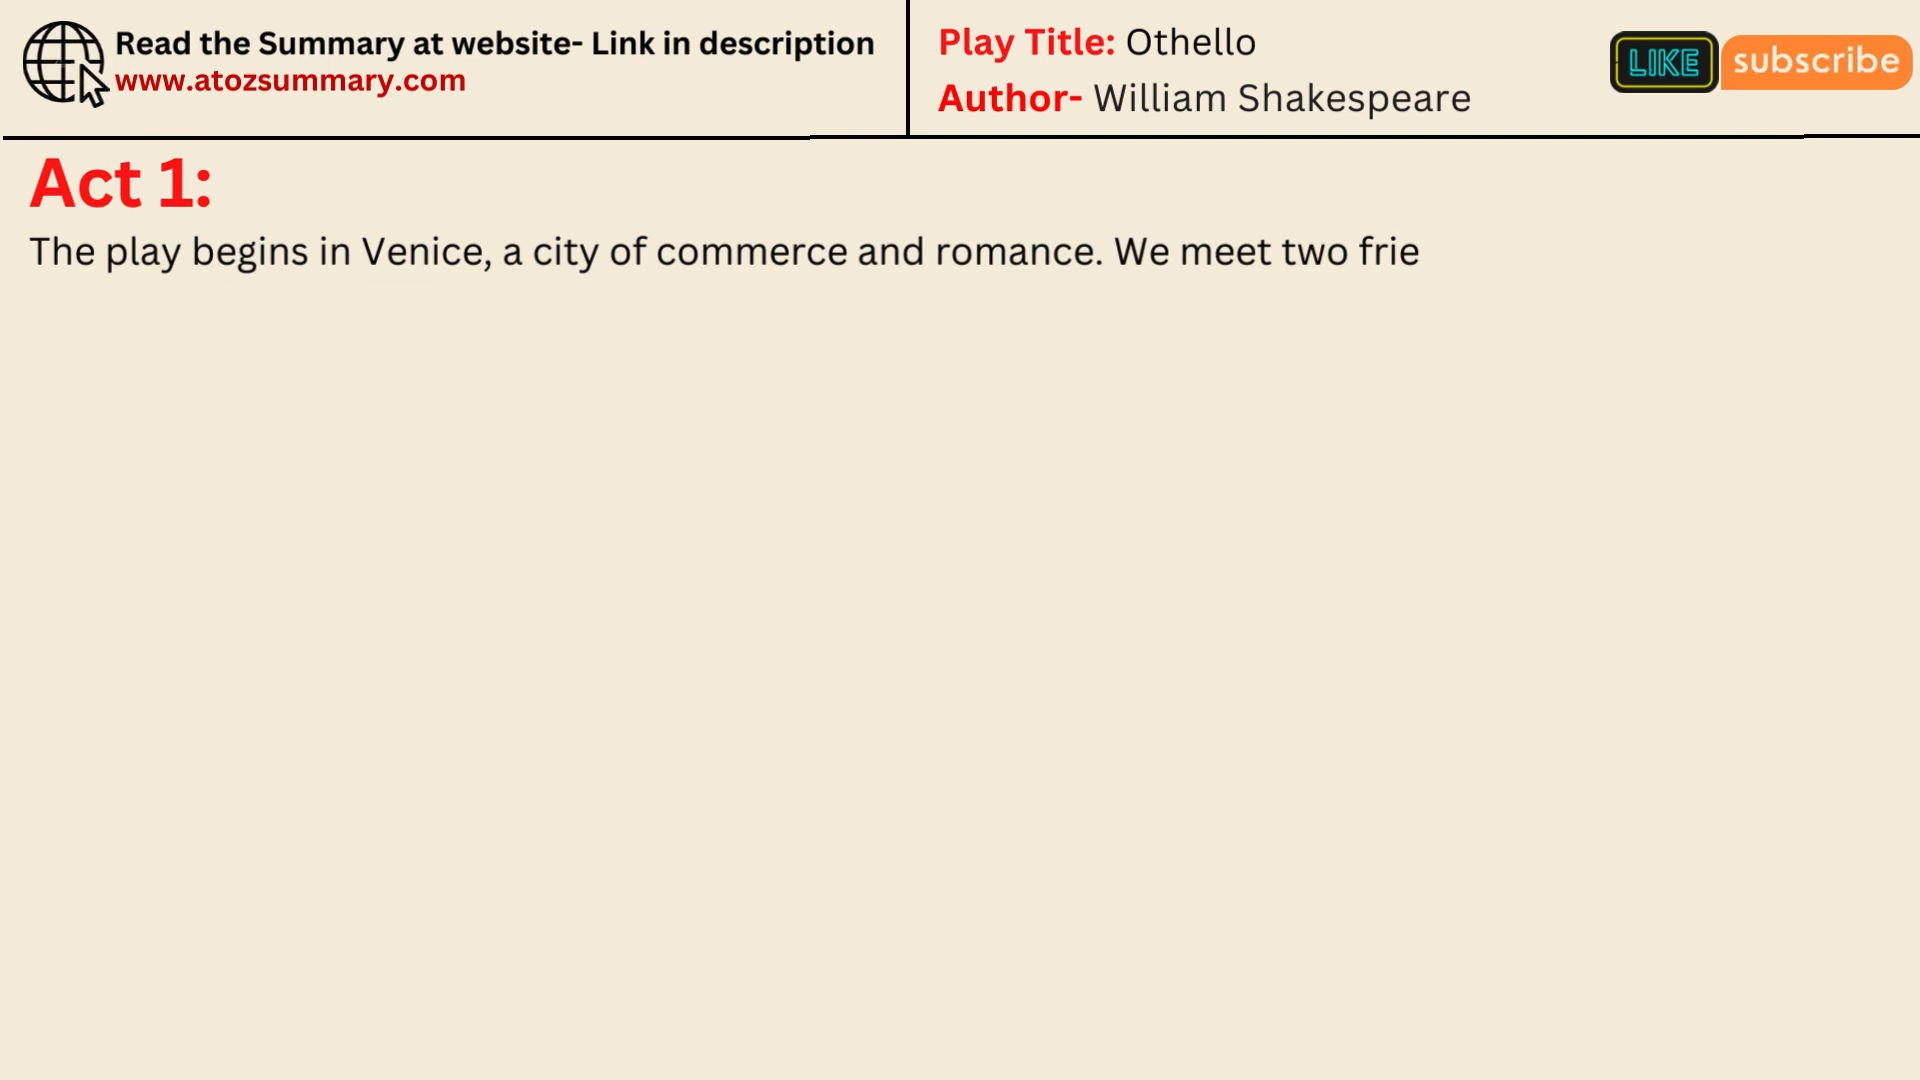 Read the Summary at website- Link in description
www.atozsummary.com
Play Title: Othello
Author- William Shakespeare
LIKE
subscribe
Act 1:
The play begins in Venice, a city of commerce and romance. We meet two frie